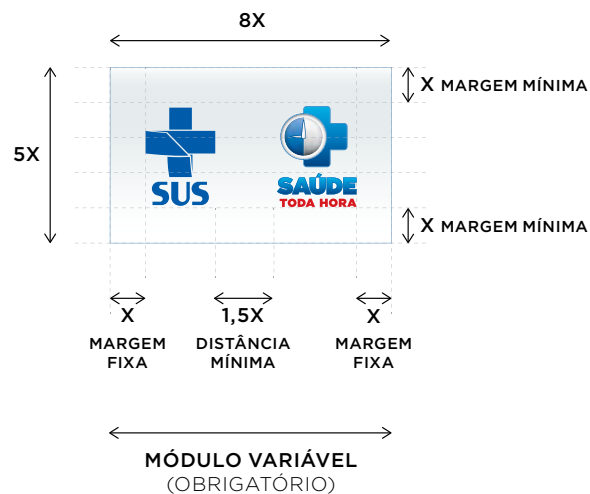 8X
X MARGEM MÍNIMA
5X
SUS
SAÚDE
TODA HORA
X MARGEM MÍNIMA
X
MARGEM
FIXA
1,5X
DISTÂNCIA
MÍNIMA
X
MARGEM
FIXA
MÓDULO VARIÁVEL
(OBRIGATÓRIO)